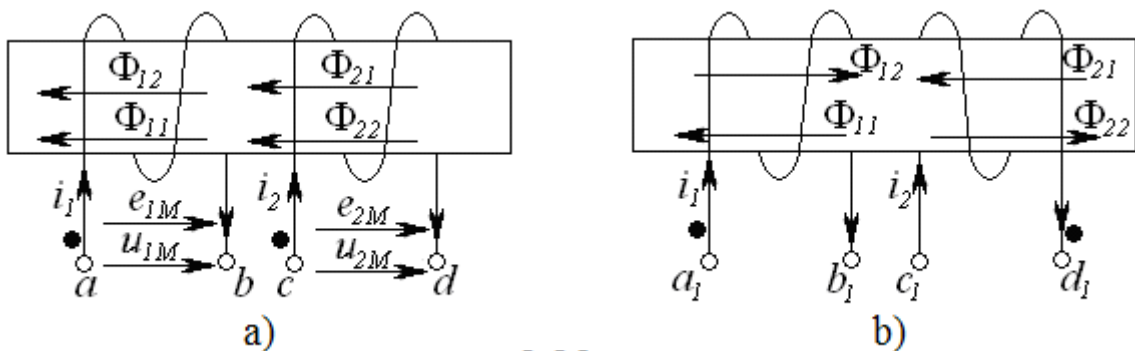 Φ12 Φ21 Φ12 Φ21
Φ11 Φ22 Φ11 Φ22
i1 e1M i2 e2M i1 i2
u1M u2M
a b c d a1 b1 c1 d1
a) b)